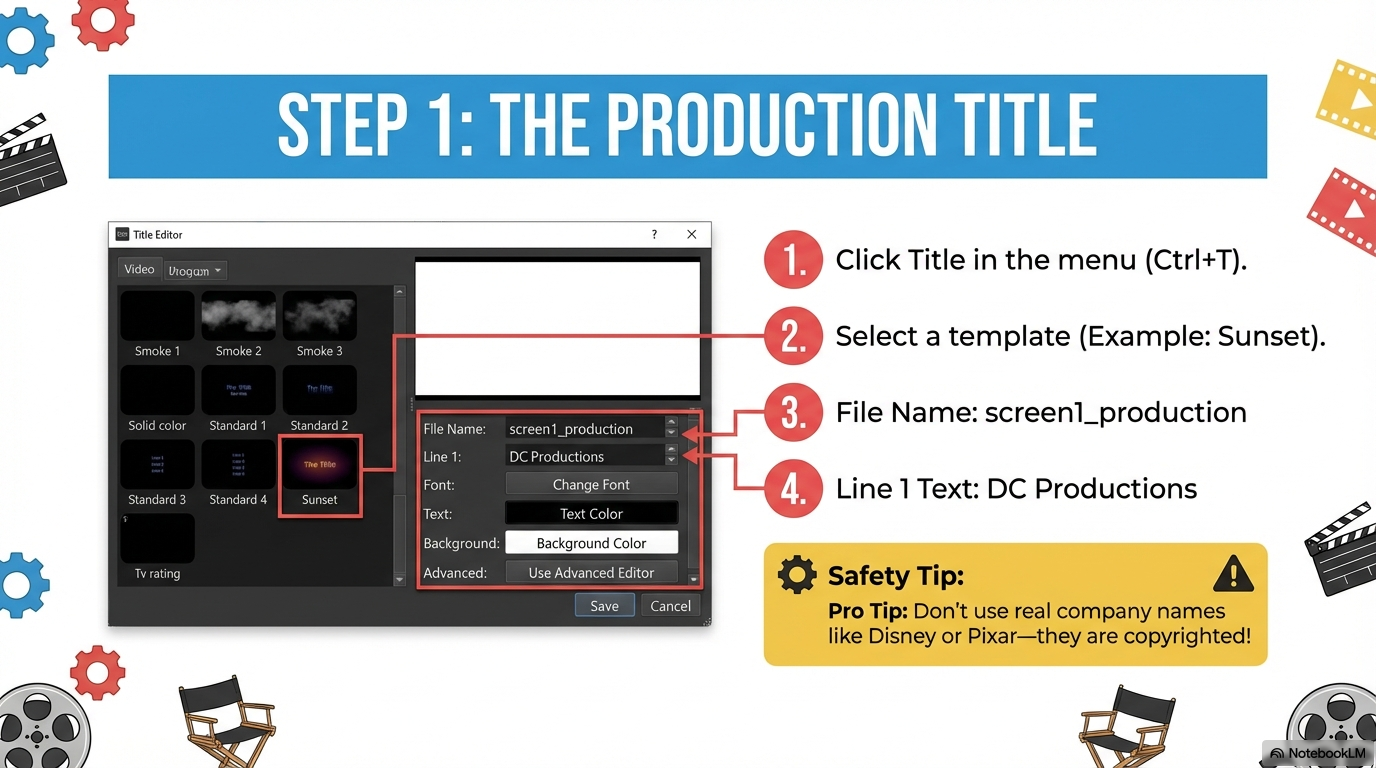 STEP 1: THE PRODUCTION TITLE
Title Editor
?
Video
Smoke 1
Smoke 2
Smoke 3
Solid color
Standard 1
Standard 2
Standard 3
Standard 4
The Title
Sunset
Tv rating
File Name: screen1_production
Line 1: DC Productions
Font: Change Font
Text: Text Color
Background: Background Color
Advanced: Use Advanced Editor
Save
Cancel
1. Click Title in the menu (Ctrl+T).
2. Select a template (Example: Sunset).
3. File Name: screen1_production
4. Line 1 Text: DC Productions
Safety Tip:
Pro Tip: Don't use real company names
like Disney or Pixar—they are copyrighted!
NotebookLM